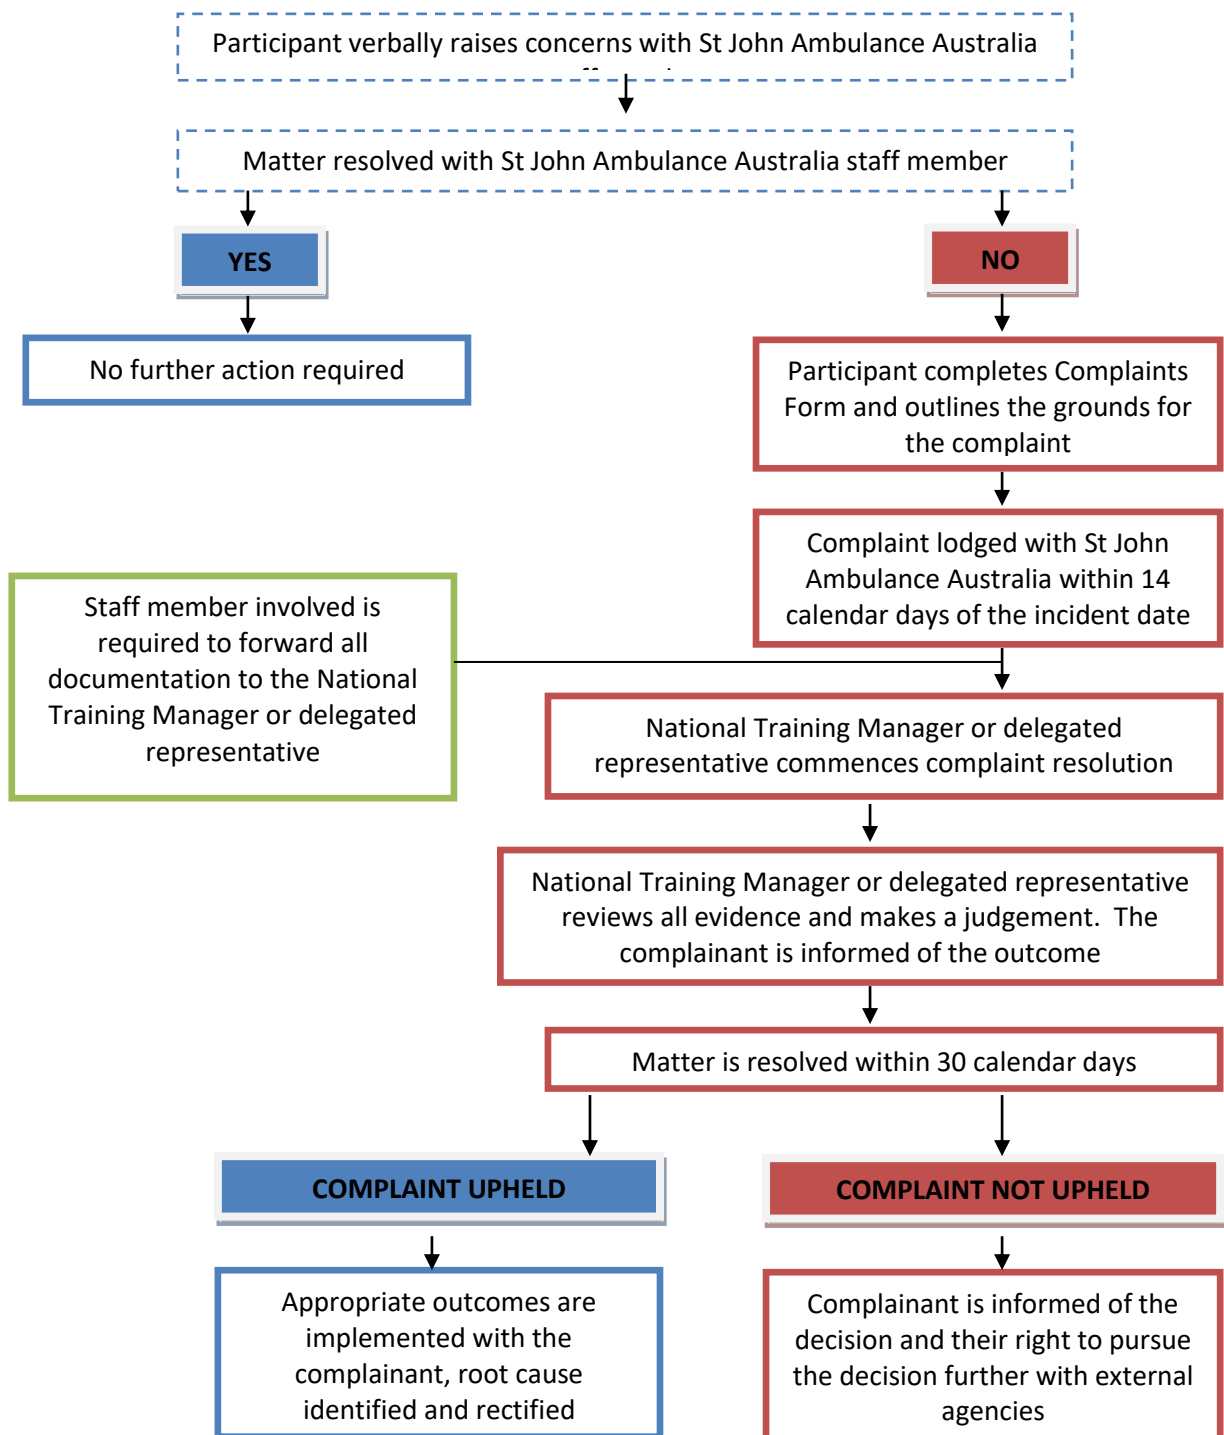 Participant verbally raises concerns with St John Ambulance Australia
Matter resolved with St John Ambulance Australia staff member
YES
NO
No further action required
Participant completes Complaints
Form and outlines the grounds for
the complaint
Complaint lodged with St John
Ambulance Australia within 14
calendar days of the incident date
Staff member involved is
required to forward all
documentation to the National
Training Manager or delegated
representative
National Training Manager or delegated
representative commences complaint resolution
National Training Manager or delegated representative
reviews all evidence and makes a judgement.  The
complainant is informed of the outcome
Matter is resolved within 30 calendar days
COMPLAINT UPHELD
COMPLAINT NOT UPHELD
Appropriate outcomes are
implemented with the
complainant, root cause
identified and rectified
Complainant is informed of the
decision and their right to pursue
the decision further with external
agencies